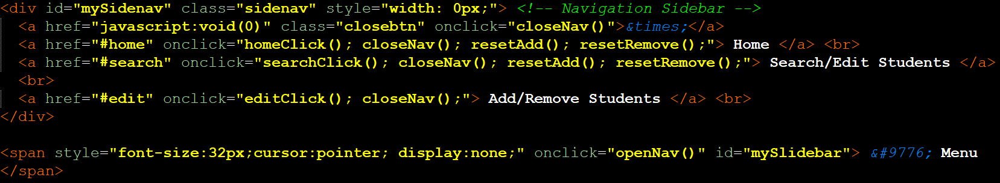 <div id="mySidenav" class="sidenav" style="width: 0px;"> <!-- Navigation Sidebar -->
  <a href="javascript:void(0)" class="closebtn" onclick="closeNav()">&times;</a>
  <a href="#home" onclick="homeClick(); closeNav(); resetAdd(); resetRemove();"> Home </a> <br>
  <a href="#search" onclick="searchClick(); closeNav(); resetAdd(); resetRemove();"> Search/Edit Students </a>
  <br>
  <a href="#edit" onclick="editClick(); closeNav();"> Add/Remove Students </a> <br>
</div>

<span style="font-size:32px;cursor:pointer; display:none;" onclick="openNav()" id="mySlidebar"> &#9776; Menu
</span>